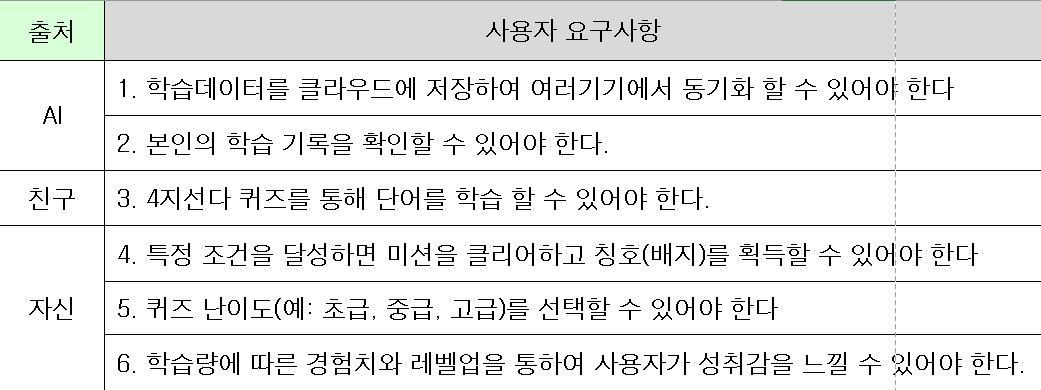 출처
사용자 요구사항
AI
1. 학습데이터를 클라우드에 저장하여 여러기기에서 동기화 할 수 있어야 한다
2. 본인의 학습 기록을 확인할 수 있어야 한다.
친구
3. 4지선다 퀴즈를 통해 단어를 학습 할 수 있어야 한다.
자신
4. 특정 조건을 달성하면 미션을 클리어하고 칭호(배지)를 획득할 수 있어야 한다
5. 퀴즈 난이도(예: 초급, 중급, 고급)를 선택할 수 있어야 한다
6. 학습량에 따른 경험치와 레벨업을 통하여 사용자가 성취감을 느낄 수 있어야 한다.